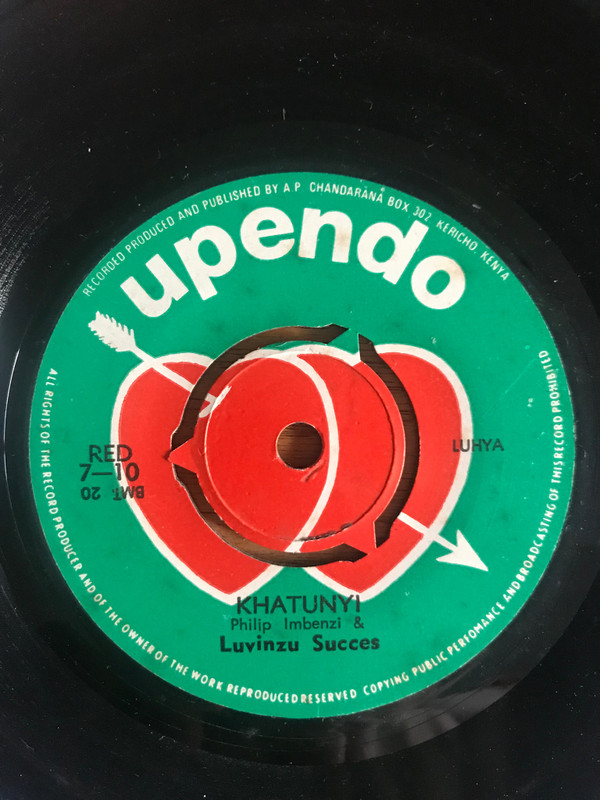 RECORDED PRODUCED AND PUBLISHED BY A.P CHANDARANA BOX 302 KERICHO, KENYA
upendo
RED
7—10
BMT 20
LUHYA
KHATUNYI
Philip Imbenzi &
Luvinzu Succes
ALL RIGHTS OF THE RECORD PRODUCER AND OF THE OWNER OF THE WORK REPRODUCED RESERVED COPYING PUBLIC PERFOMANCE AND BROADCASTING OF THIS RECORD PROHIBITED